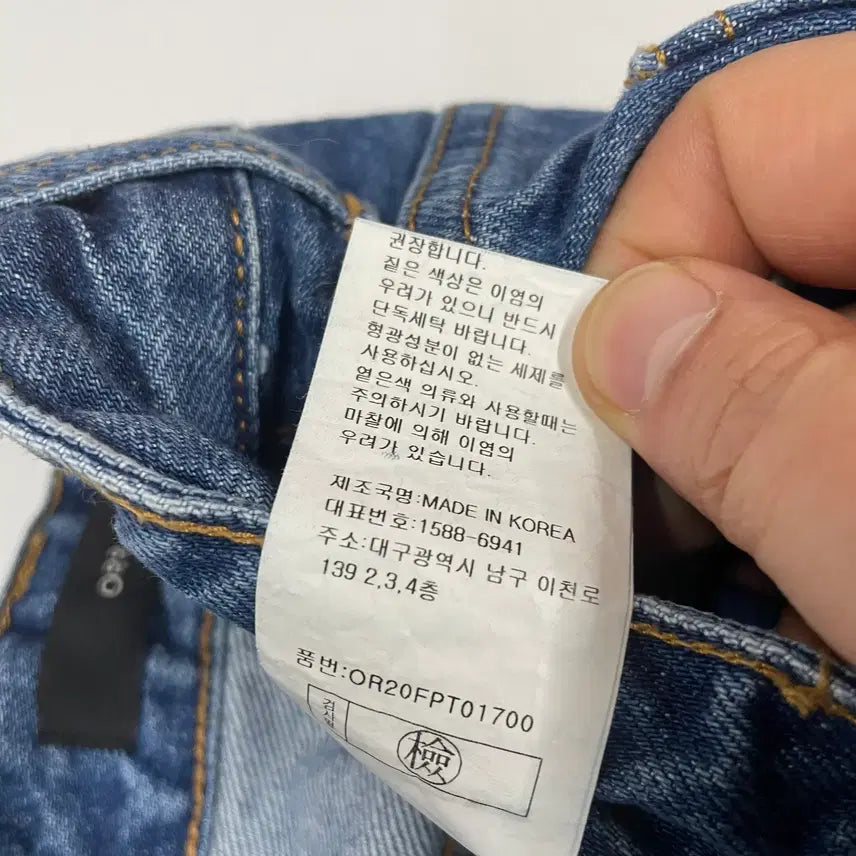 권장합니다.
짙은 색상은 이염의
우려가 있으니 반드시
단독세탁 바랍니다.
형광성분이 없는 세제를
사용하십시오.
옅은색 의류와 사용할때는
주의하시기 바랍니다.
마찰에 의해 이염의
우려가 있습니다.
제조국명:MADE IN KOREA
대표번호:1588-6941
주소:대구광역시 남구 이천로
139 2,3,4층
품번:OR20FPT01700
檢